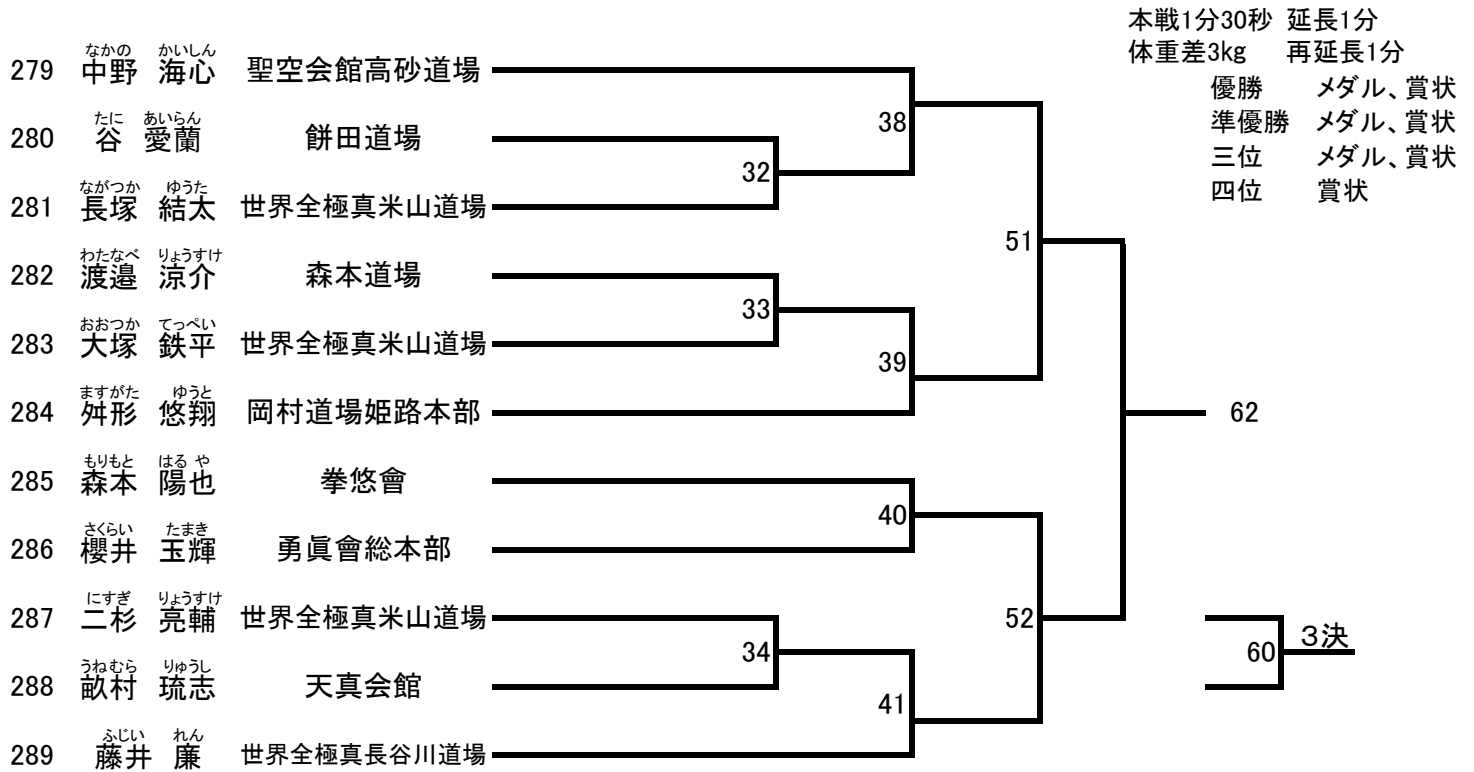 本戦1分30秒 延長1分
体重差3kg 再延長1分
優勝 メダル、賞状
準優勝 メダル、賞状
三位 メダル、賞状
四位 賞状
なかの かいしん
279 中野 海心 聖空会館高砂道場
38
たに あいらん
280 谷 愛蘭 餅田道場
32
ながつか ゆうた
281 長塚 結太 世界全極真米山道場
51
わたなべ りょうすけ
282 渡邉 涼介 森本道場
33
おおつか てっぺい
283 大塚 鉄平 世界全極真米山道場
39
ますがた ゆうと
284 舛形 悠翔 岡村道場姫路本部
62
もりもと はる や
285 森本 陽也 拳悠會
40
さくらい たまき
286 櫻井 玉輝 勇眞會総本部
にすぎ りょうすけ
287 二杉 亮輔 世界全極真米山道場
52
34
60 3決
うねむら りゅうし
288 畝村 琉志 天真会館
41
ふじい れん
289 藤井 廉 世界全極真長谷川道場